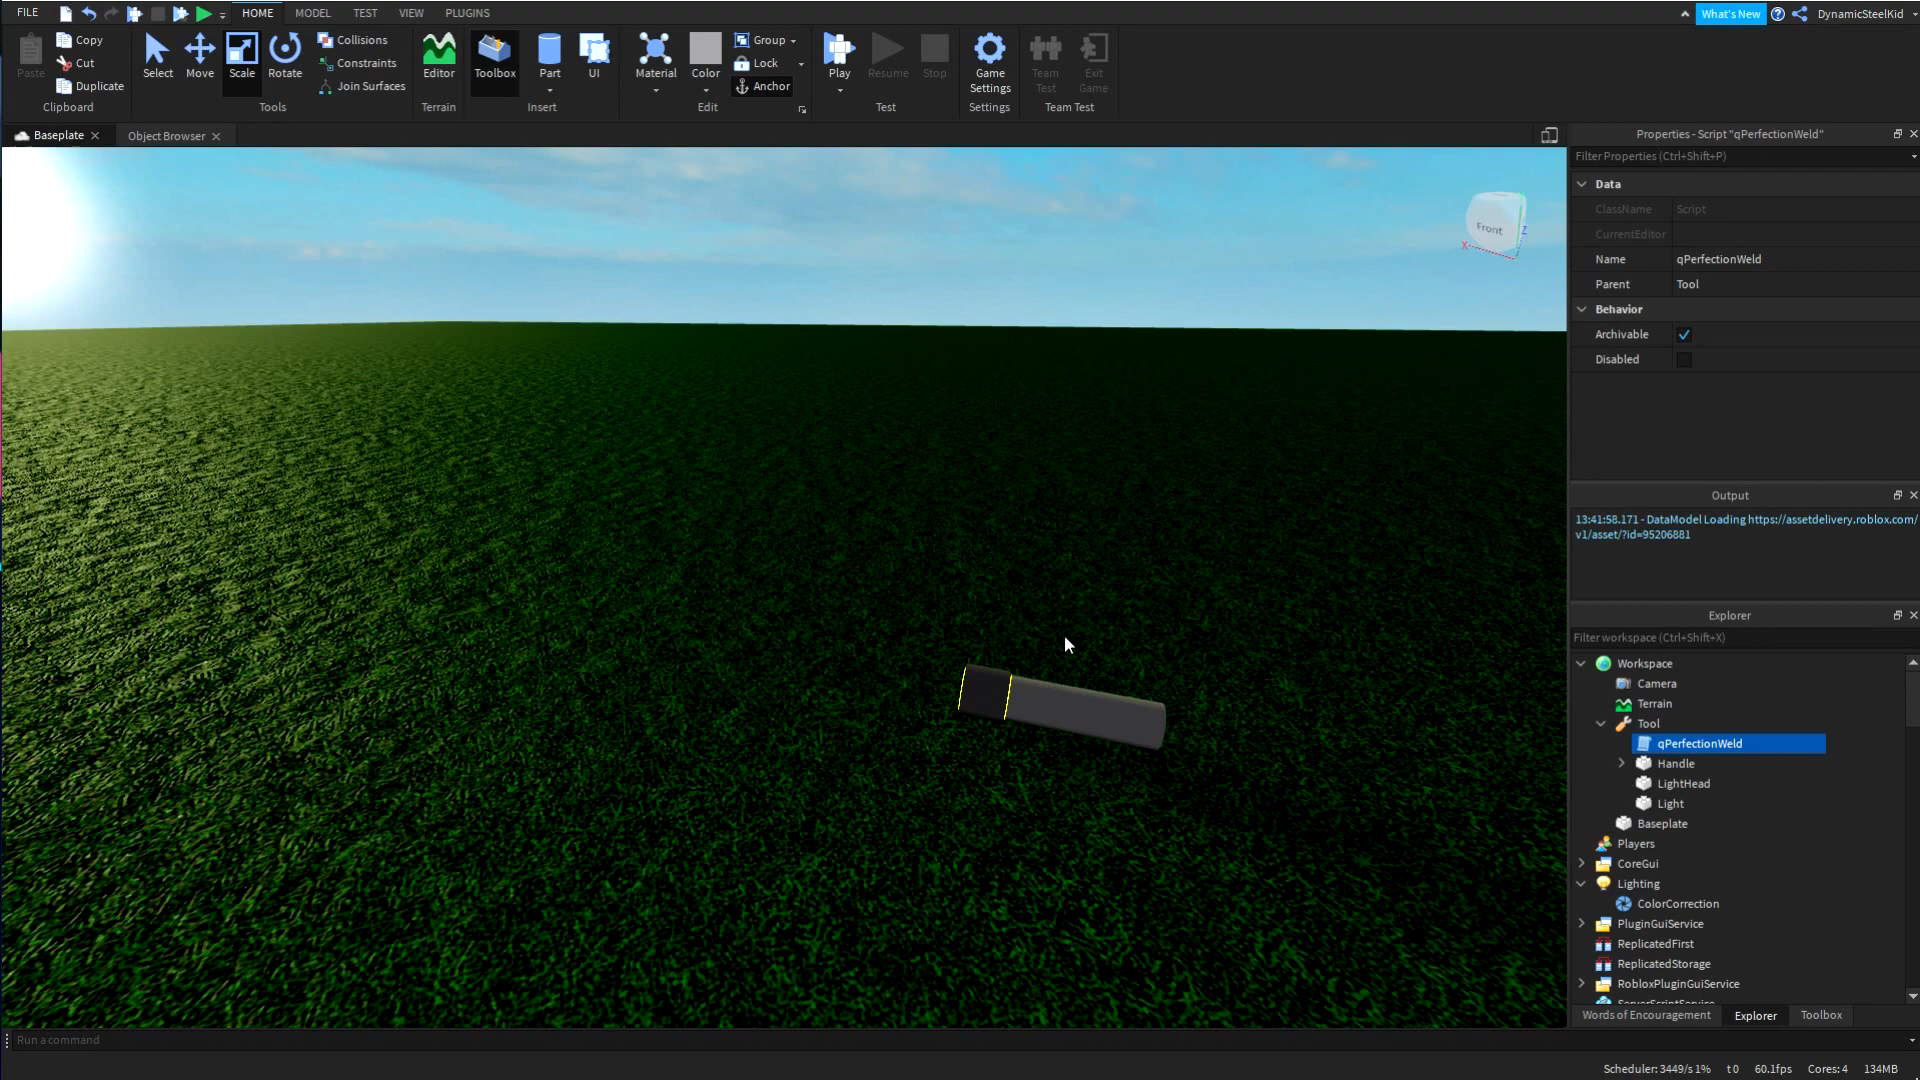 FILE HOME MODEL TEST VIEW PLUGINS What's New DynamicSteelKid
Paste
Copy
Cut
Duplicate
Clipboard
Select Move Scale Rotate
Collisions
Constraints
Join Surfaces
Tools
Editor
Terrain
Toolbox Part UI
Insert
Material Color
Group
Lock
Anchor
Edit
Play Resume Stop
Test
Game
Settings
Settings
Team
Test
Exit
Game
Team Test
Baseplate Object Browser
Front
X
Z
Properties - Script "qPerfectionWeld"
Filter Properties (Ctrl+Shift+P)
Data
ClassName Script
CurrentEditor
Name qPerfectionWeld
Parent Tool
Behavior
Archivable
Disabled
Output
13:41:58.171 - DataModel Loading https://assetdelivery.roblox.com/
v1/asset/?id=95206881
Explorer
Filter workspace (Ctrl+Shift+X)
Workspace
Camera
Terrain
Tool
qPerfectionWeld
Handle
LightHead
Light
Baseplate
Players
CoreGui
Lighting
ColorCorrection
PluginGuiService
ReplicatedFirst
ReplicatedStorage
RobloxPluginGuiService
ServerScriptService
Words of Encouragement Explorer Toolbox
Run a command
Scheduler: 3449/s 1% t 0 60.1fps Cores: 4 134MB